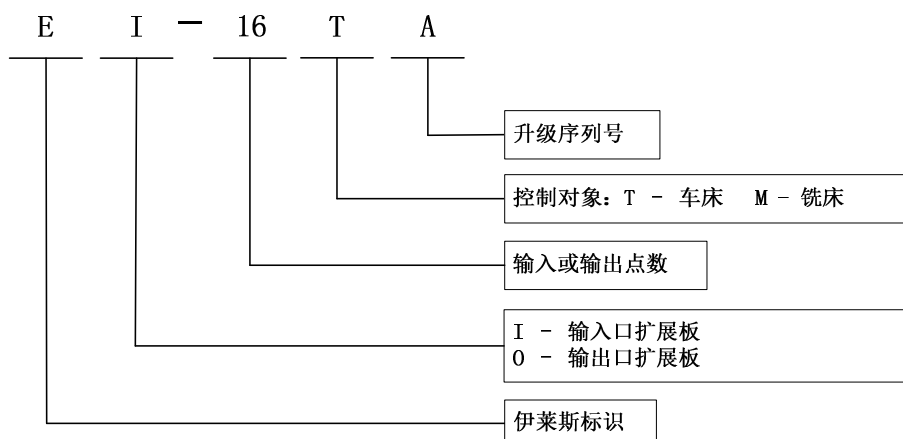 E I - 16 T A
升级序列号
控制对象: T - 车床 M - 铣床
输入或输出点数
I - 输入口扩展板
O - 输出口扩展板
伊莱斯标识